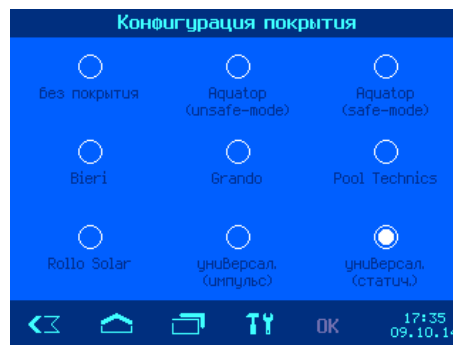 Конфигурация покрытия
без покрытия
Aquatop
(unsafe-mode)
Aquatop
(safe-mode)
Bieri
Grando
Pool Technics
Rollo Solar
универсал.
(импульс)
универсал.
(статич.)
OK
17:35
09.10.14